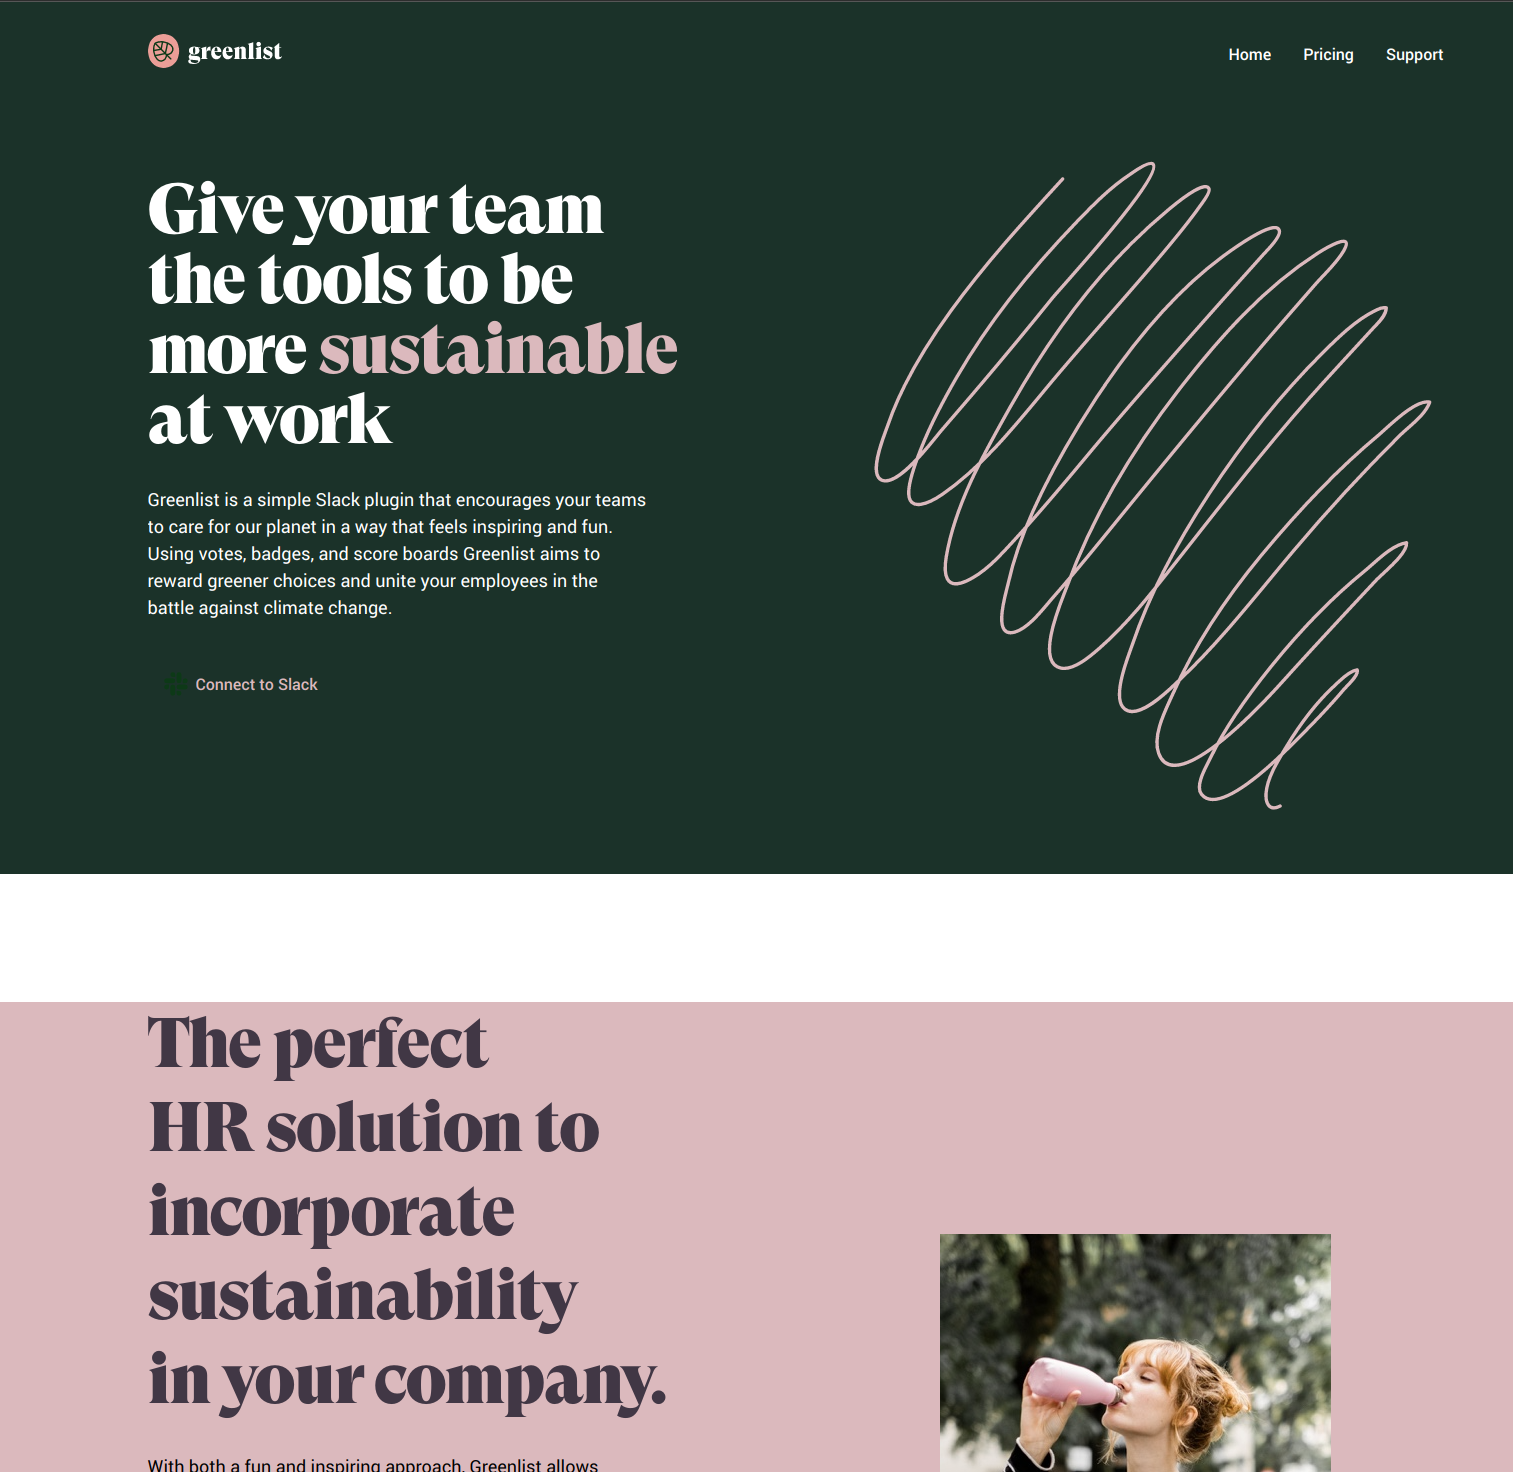 greenlist
Home Pricing Support
Give your team
the tools to be
more sustainable
at work
Greenlist is a simple Slack plugin that encourages your teams
to care for our planet in a way that feels inspiring and fun.
Using votes, badges, and score boards Greenlist aims to
reward greener choices and unite your employees in the
battle against climate change.
Connect to Slack
The perfect
HR solution to
incorporate
sustainability
in your company.
With both a fun and inspiring approach, Greenlist allows